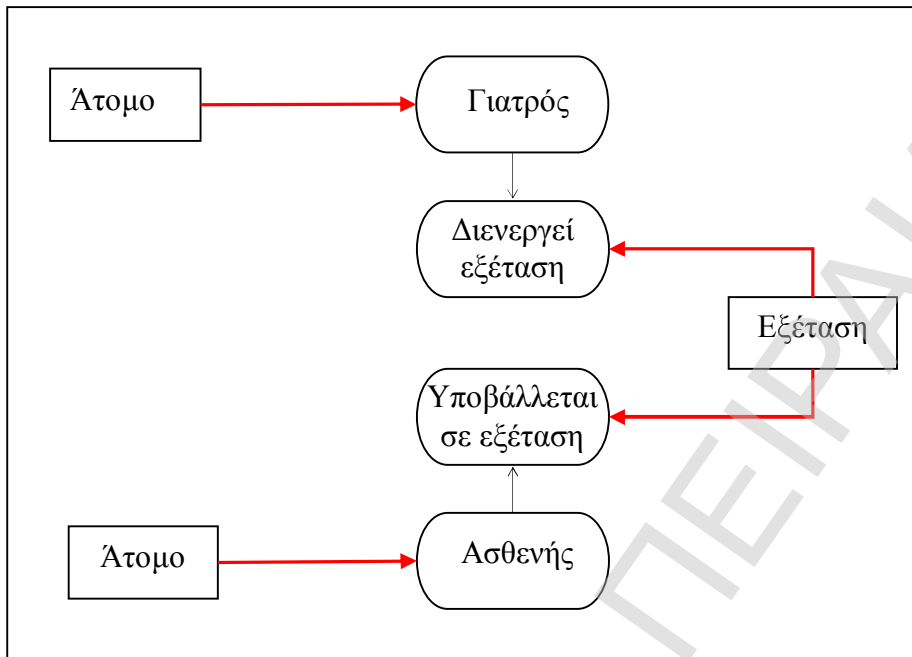 Άτομο
Γιατρός
Διενεργεί
εξέταση
Εξέταση
Υποβάλλεται
σε εξέταση
Άτομο
Ασθενής